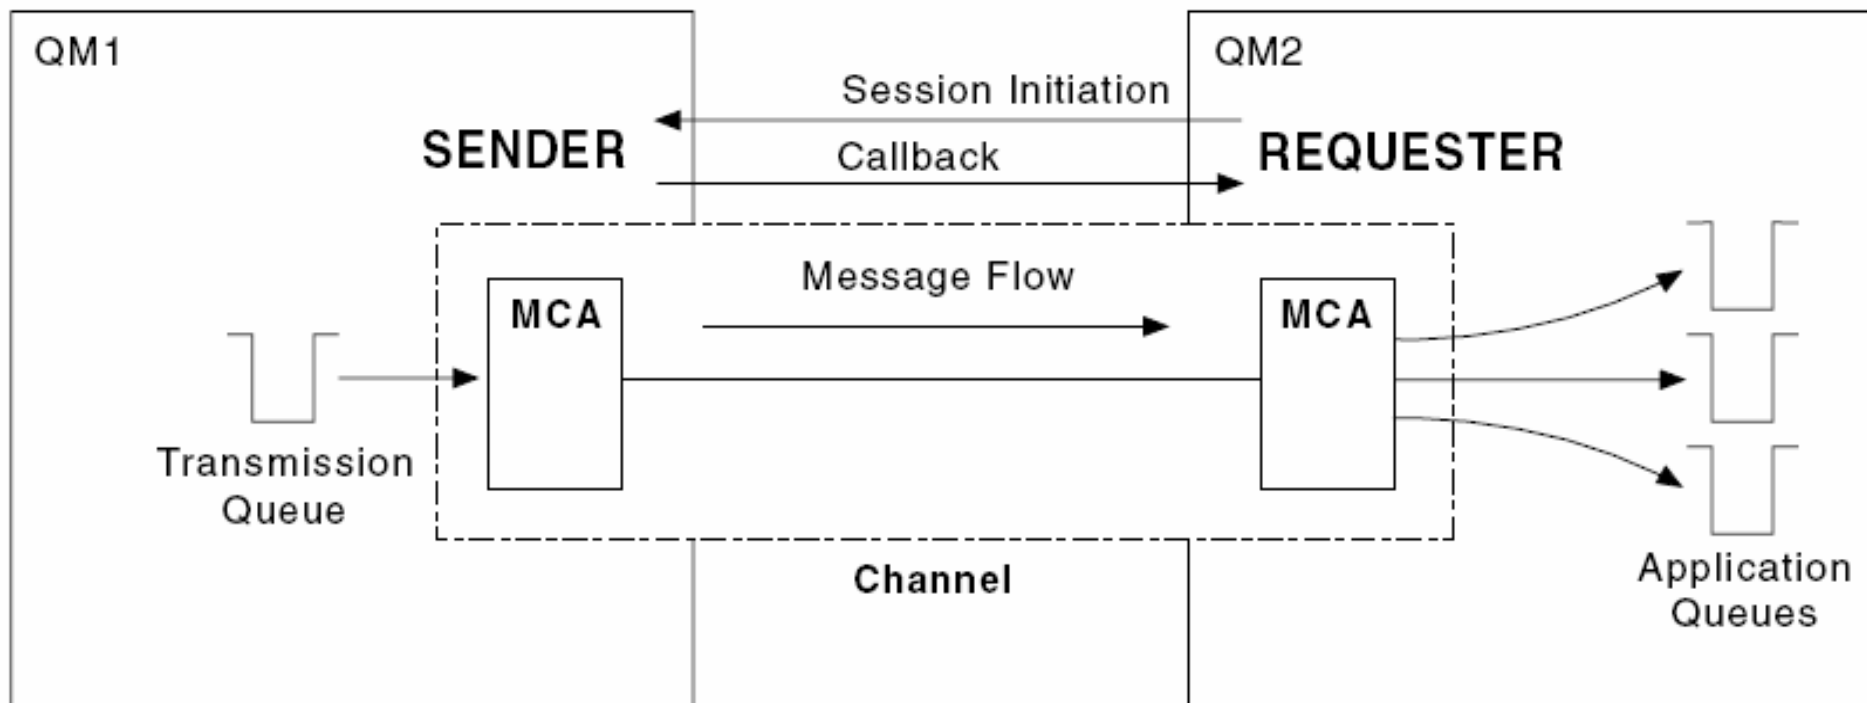 QM1
QM2
Session Initiation
SENDER
REQUESTER
Callback
Message Flow
MCA
MCA
Transmission
Queue
Channel
Application
Queues